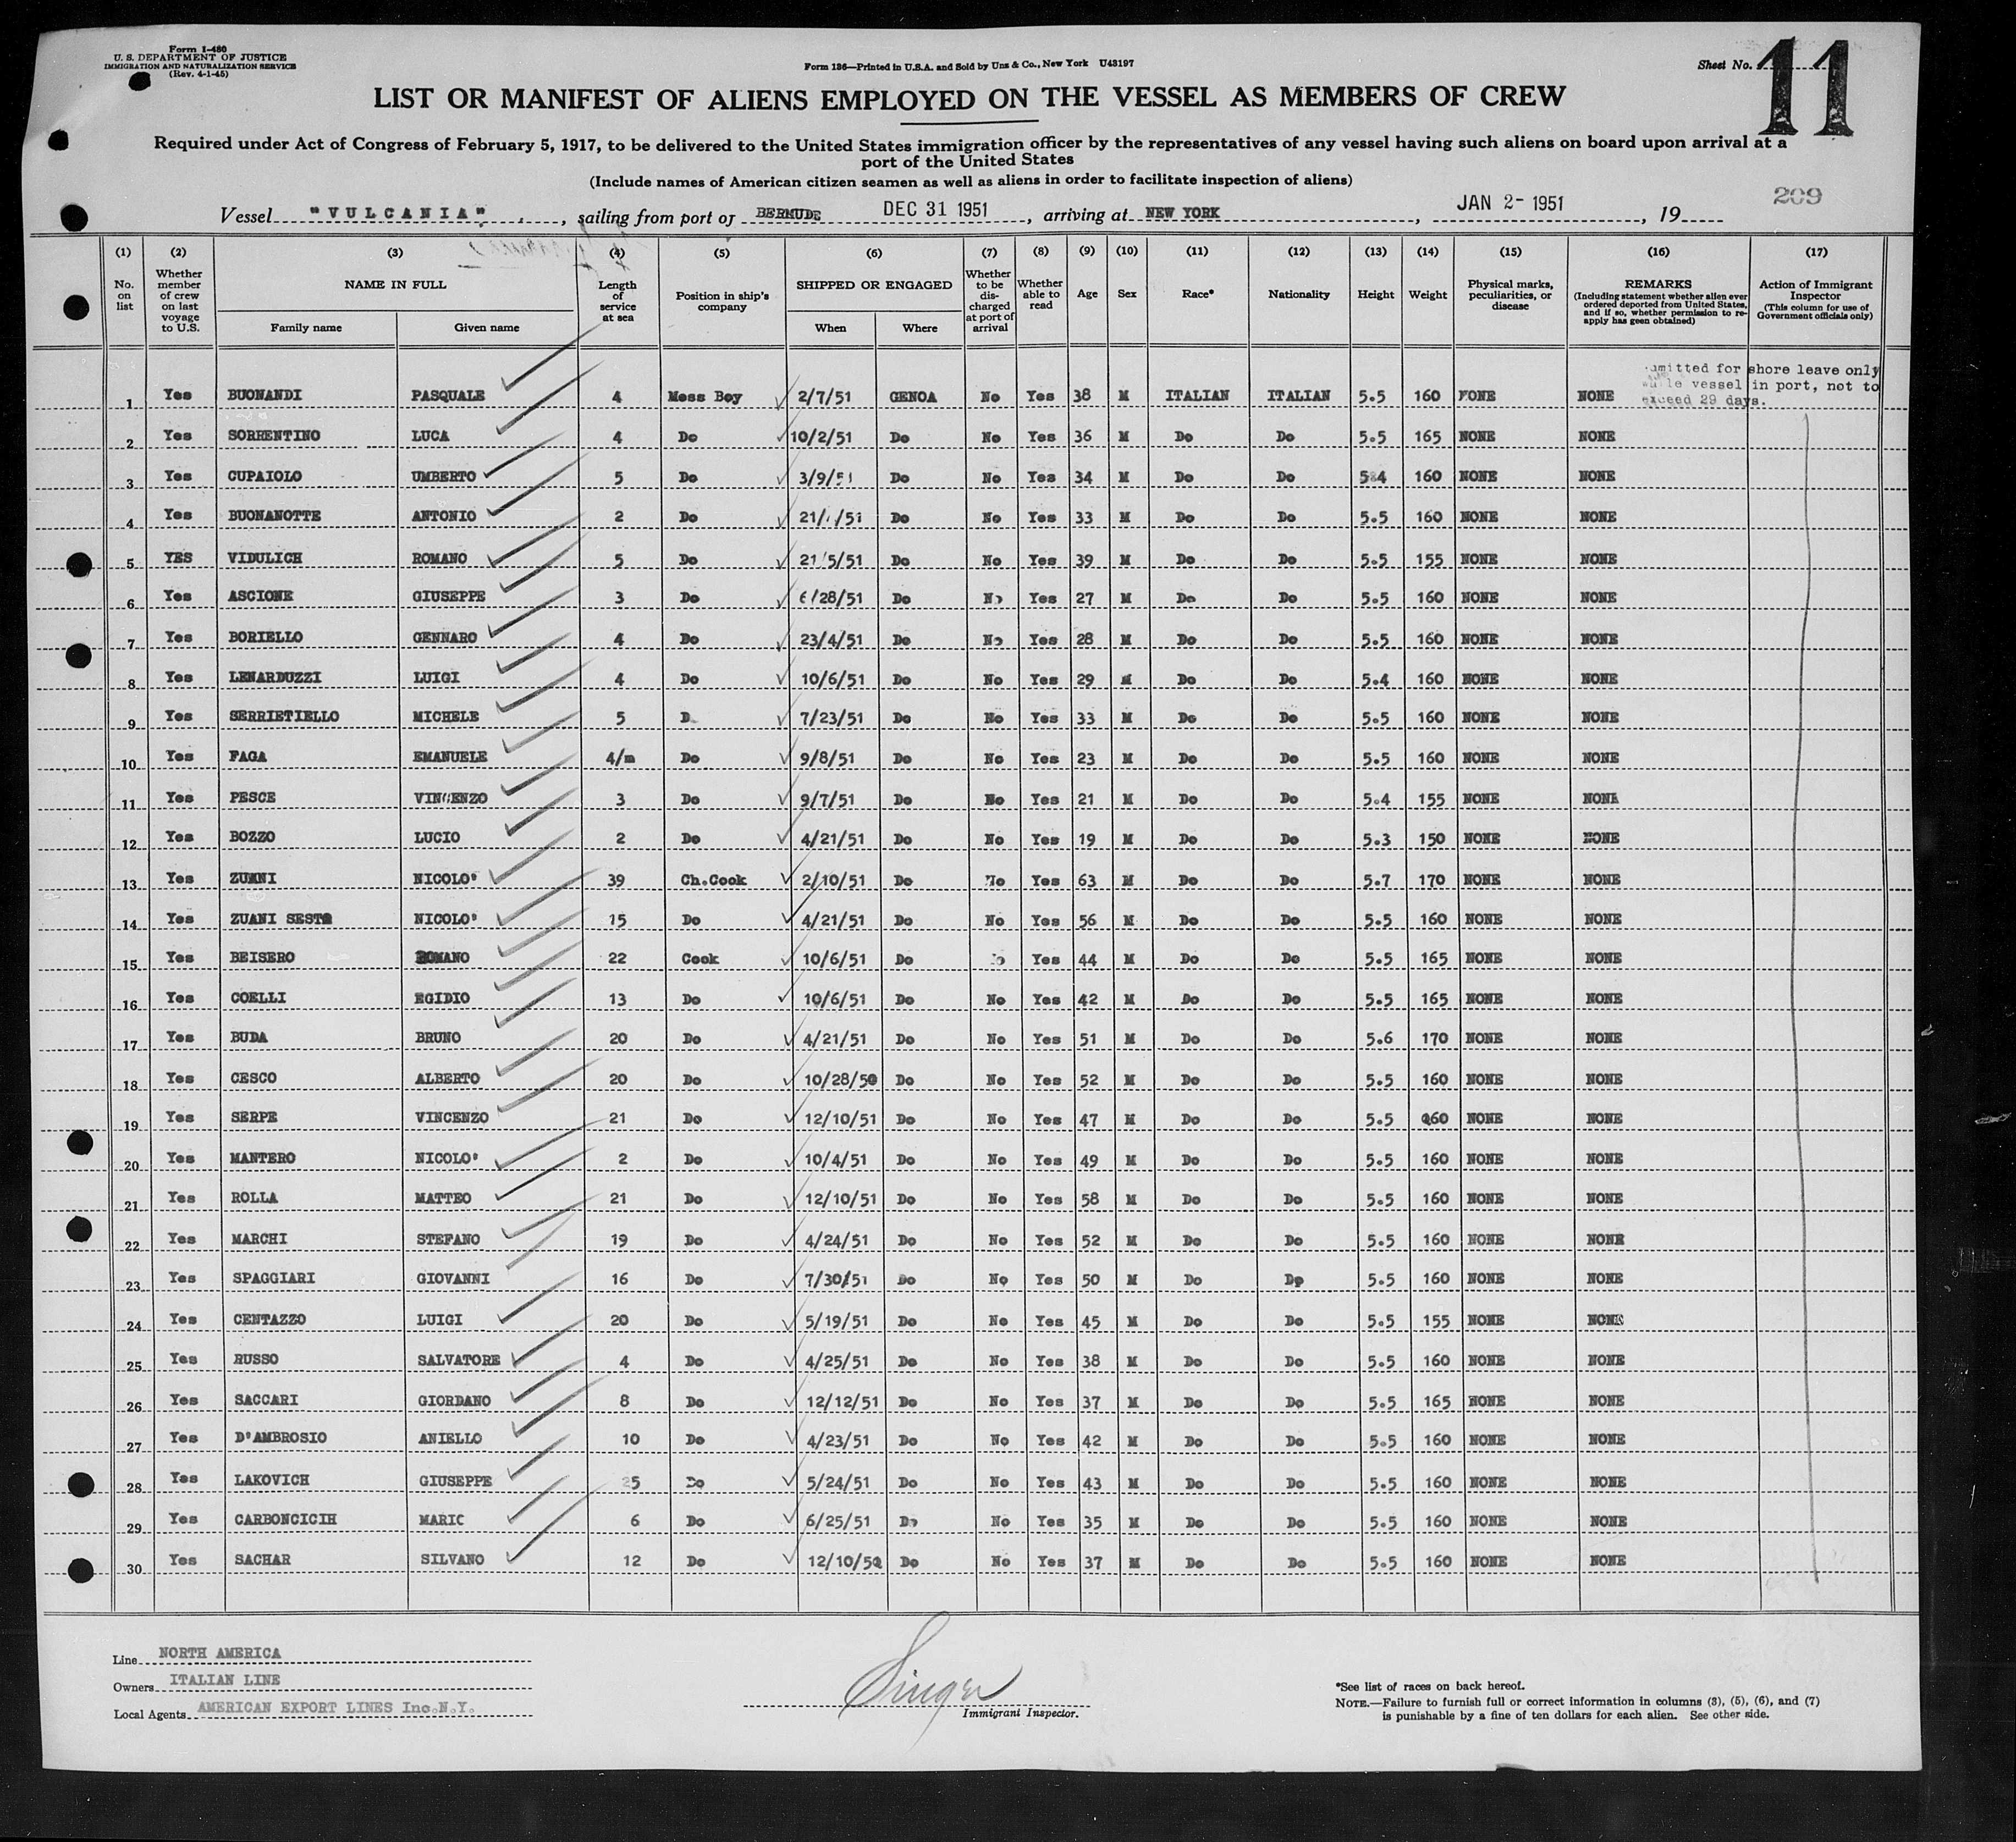 Form I-480
U. S. DEPARTMENT OF JUSTICE
IMMIGRATION AND NATURALIZATION SERVICE
(Rev. 4-1-45)
Form 136—Printed in U.S.A. and Sold by Unz & Co., New York U43197
Sheet No. 11
LIST OR MANIFEST OF ALIENS EMPLOYED ON THE VESSEL AS MEMBERS OF CREW
Required under Act of Congress of February 5, 1917, to be delivered to the United States immigration officer by the representatives of any vessel having such aliens on board upon arrival at a
port of the United States
(Include names of American citizen seamen as well as aliens in order to facilitate inspection of aliens)
209
Vessel "VULCANIA", sailing from port of BERMUDE DEC 31 1951, arriving at NEW YORK, JAN 2- 1951, 19
(1) No. on list (2) Whether member of crew on last voyage to U.S. (3) NAME IN FULL Family name Given name (4) Length of service at sea (5) Position in ship's company (6) SHIPPED OR ENGAGED When Where (7) Whether to be discharged at port of arrival (8) Whether able to read (9) Age (10) Sex (11) Race* (12) Nationality (13) Height (14) Weight (15) Physical marks, peculiarities, or disease (16) REMARKS (Including statement whether alien ever ordered deported from United States, and if so, whether permission to re-apply has geen obtained) (17) Action of Immigrant Inspector (This column for use of Government officials only)
shore leave only
vessel in port, not to
exceed 29 days.
1 Yes BUONANDI PASQUALE 4 Mess Boy 2/7/51 GENOA No Yes 38 M ITALIAN ITALIAN 5.5 160 NONE NONE
2 Yes SORRENTINO LUCA 4 Do 10/2/51 Do No Yes 36 M Do Do 5.5 165 NONE NONE
3 Yes CUPAIOLO UMBERTO 5 Do 3/9/51 Do No Yes 34 M Do Do 5.4 160 NONE NONE
4 Yes BUONANOTTE ANTONIO 2 Do Do No Yes 33 M Do Do 5.5 160 NONE NONE
5 YES VIDULICH ROMANO 5 Do 21/5/51 Do No Yes 39 M Do Do 5.5 155 NONE NONE
6 Yes ASCIONE GIUSEPPE 3 Do 6/28/51 Do No Yes 27 M Do Do 5.5 160 NONE NONE
7 Yes BORIELLO GENNARO 4 Do 23/4/51 Do No Yes 28 M Do Do 5.5 160 NONE NONE
8 Yes LENARDUZZI LUIGI 4 Do 10/6/51 Do No Yes 29 M Do Do 5.4 160 NONE NONE
9 Yes SERRIETIELLO MICHELE 5 Do 7/23/51 Do No Yes 33 M Do Do 5.5 160 NONE NONE
10 Yes FAGA EMANUELE 4/m Do 9/8/51 Do No Yes 23 M Do Do 5.5 160 NONE NONE
11 Yes PESCE VINCENZO 3 Do 9/7/51 Do No Yes 21 M Do Do 5.4 155 NONE NONE
12 Yes BOZZO LUCIO 2 Do 4/21/51 Do No Yes 19 M Do Do 5.3 150 NONE NONE
13 Yes NICOLO' 39 Ch.Cook 2/10/51 Do No Yes 63 M Do Do 5.7 170 NONE NONE
14 Yes ZUANI SESTO NICOLO' 15 Do 4/21/51 Do No Yes 56 M Do Do 5.5 160 NONE NONE
15 Yes BEISERO ROMANO 22 Cook 10/6/51 Do No Yes 44 M Do Do 5.5 165 NONE NONE
16 Yes COELLI EGIDIO 13 Do 10/6/51 Do No Yes 42 M Do Do 5.5 165 NONE NONE
17 Yes BUDA BRUNO 20 Do 4/21/51 Do No Yes 51 M Do Do 5.6 170 NONE NONE
18 Yes CESCO ALBERTO 20 Do 10/28/50 Do No Yes 52 M Do Do 5.5 160 NONE NONE
19 Yes SERPE VINCENZO 21 Do 12/10/51 Do No Yes 47 M Do Do 5.5 160 NONE NONE
20 Yes MANTERO NICOLO' 2 Do 10/4/51 Do No Yes 49 M Do Do 5.5 160 NONE NONE
21 Yes ROLLA MATTEO 21 Do 12/10/51 Do No Yes 58 M Do Do 5.5 160 NONE NONE
22 Yes MARCHI STEFANO 19 Do 4/24/51 Do No Yes 52 M Do Do 5.5 160 NONE NONE
23 Yes SPAGGIARI GIOVANNI 16 Do 7/30/51 Do No Yes 50 M Do Do 5.5 160 NONE NONE
24 Yes CENTAZZO LUIGI 20 Do 5/19/51 Do No Yes 45 M Do Do 5.5 155 NONE NONE
25 Yes RUSSO SALVATORE 4 Do 4/25/51 Do No Yes 38 M Do Do 5.5 160 NONE NONE
26 Yes SACCARI GIORDANO 8 Do 12/12/51 Do No Yes 37 M Do Do 5.5 165 NONE NONE
27 Yes D'AMBROSIO ANIELLO 10 Do 4/23/51 Do No Yes 42 M Do Do 5.5 160 NONE NONE
28 Yes LAKOVICH GIUSEPPE 25 Do 5/24/51 Do No Yes 43 M Do Do 5.5 160 NONE NONE
29 Yes CARBONCICIH MARIO 6 Do 6/25/51 Do No Yes 35 M Do Do 5.5 160 NONE NONE
30 Yes SACHAR SILVANO 12 Do Do No Yes 37 M Do Do 5.5 160 NONE NONE
Line NORTH AMERICA
Owners ITALIAN LINE
Local Agents AMERICAN EXPORT LINES Inc.N.Y.
Singer
Immigrant Inspector.
*See list of races on back hereof.
NOTE.—Failure to furnish full or correct information in columns (3), (5), (6), and (7)
is punishable by a fine of ten dollars for each alien. See other side.